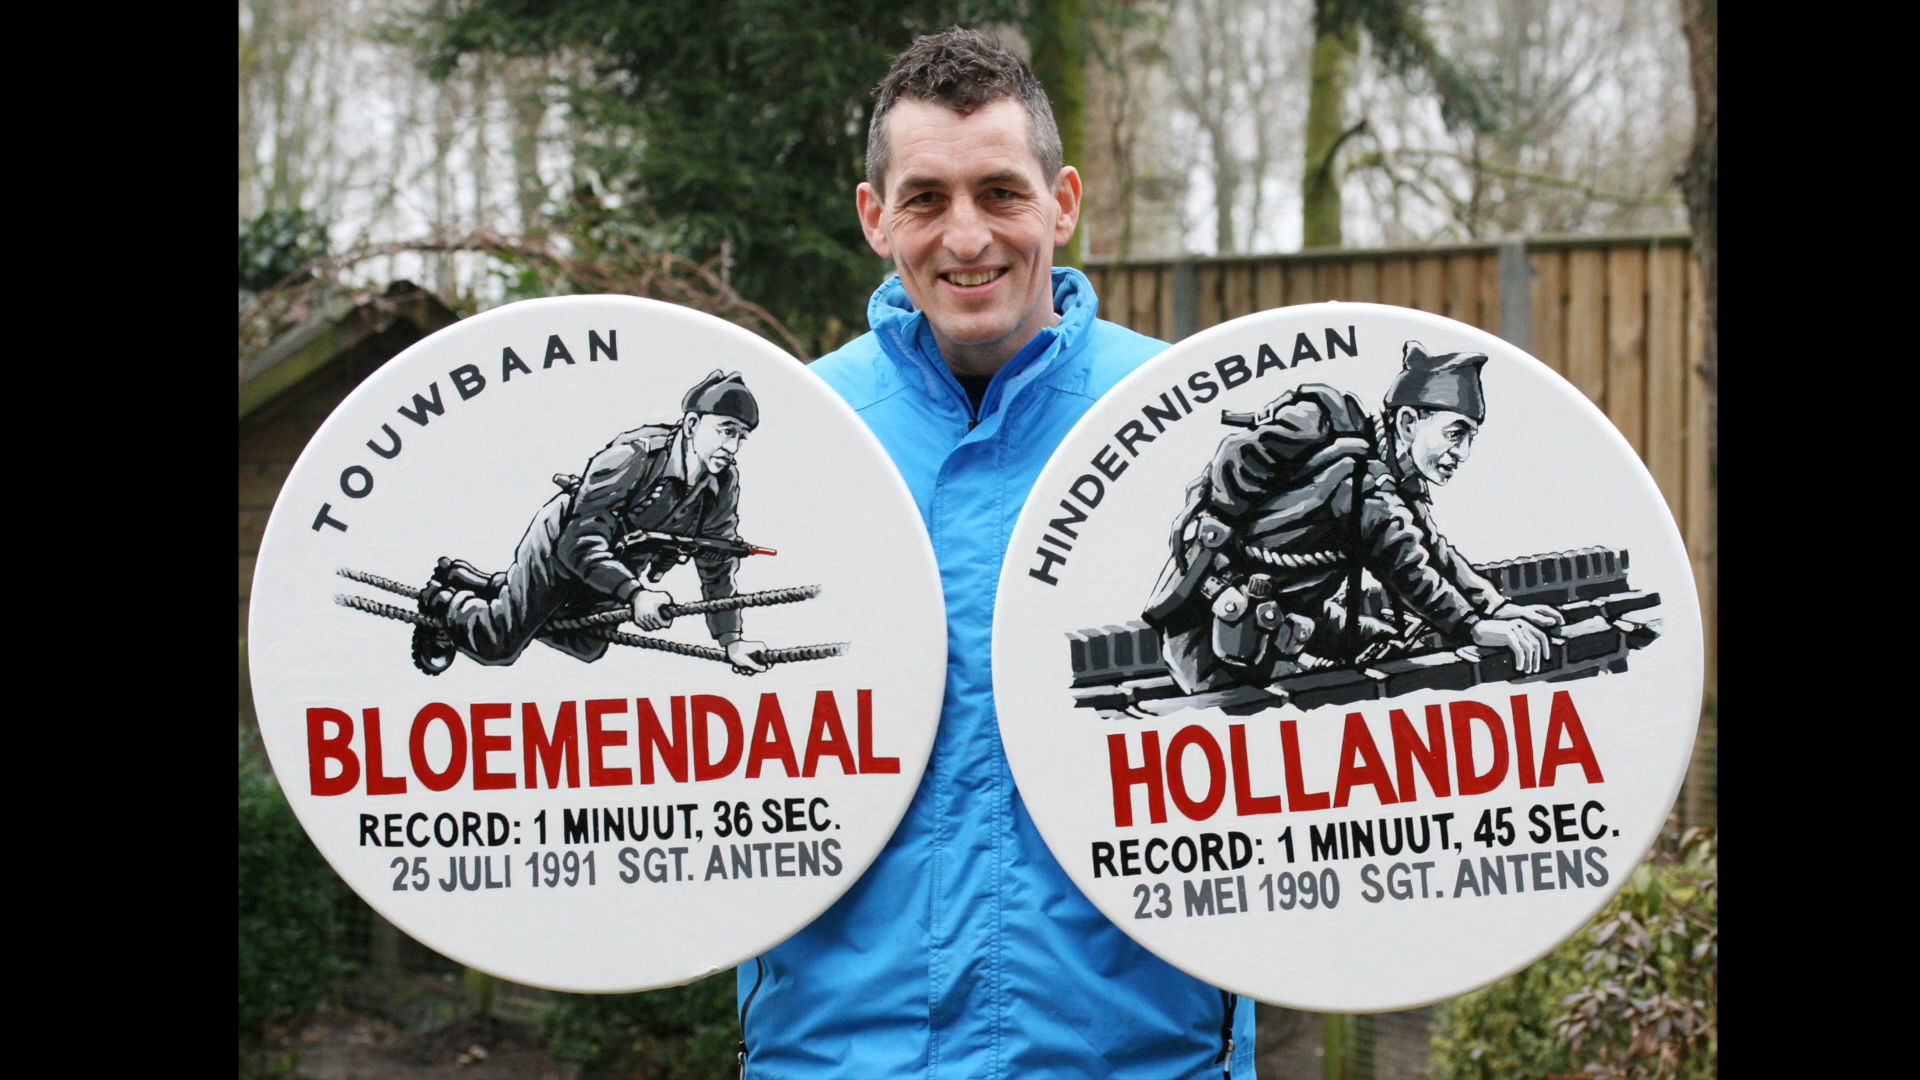 TOUWBAAN
BLOEMENDAAL
RECORD: 1 MINUUT, 36 SEC.
25 JULI 1991 SGT. ANTENS
HINDERNISBAAN
HOLLANDIA
RECORD: 1 MINUUT, 45 SEC.
23 MEI 1990 SGT. ANTENS